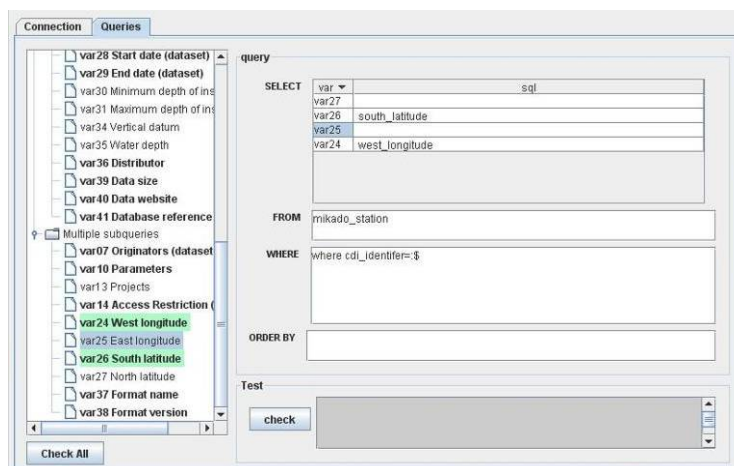 Connection Queries
var28 Start date (dataset)
var29 End date (dataset)
var30 Minimum depth of ins
var31 Maximum depth of ins
var34 Vertical datum
var35 Water depth
var36 Distributor
var39 Data size
var40 Data website
var41 Database reference
Multiple subqueries
var07 Originators (dataset
var10 Parameters
var13 Projects
var14 Access Restriction (
var24 West longitude
var25 East longitude
var26 South latitude
var27 North latitude
var37 Format name
var38 Format version
Check All
query
SELECT
var sql
var27
var26 south_latitude
var25
var24 west_longitude
FROM mikado_station
WHERE where cdi_identifer=:$
ORDER BY
Test
check